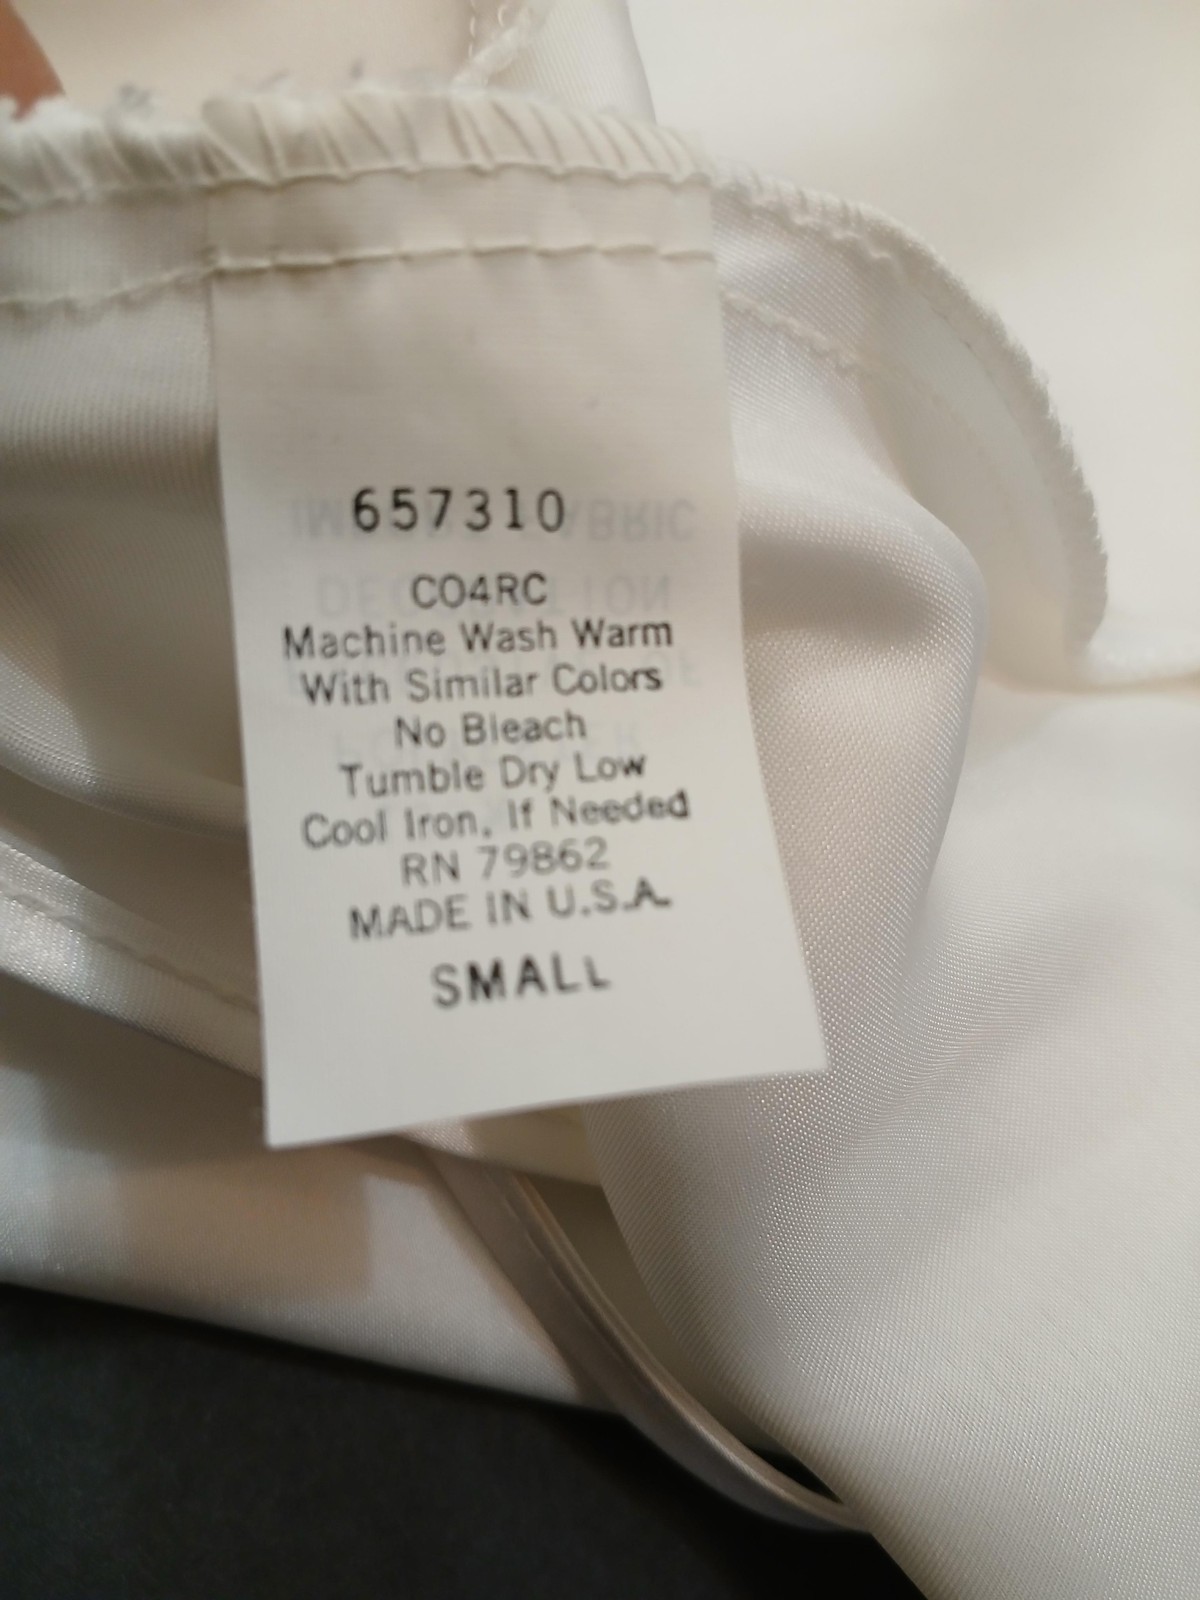 657310
CO4RC
Machine Wash Warm
With Similar Colors
No Bleach
Tumble Dry Low
Cool Iron, If Needed
RN 79862
MADE IN U.S.A.
SMALL